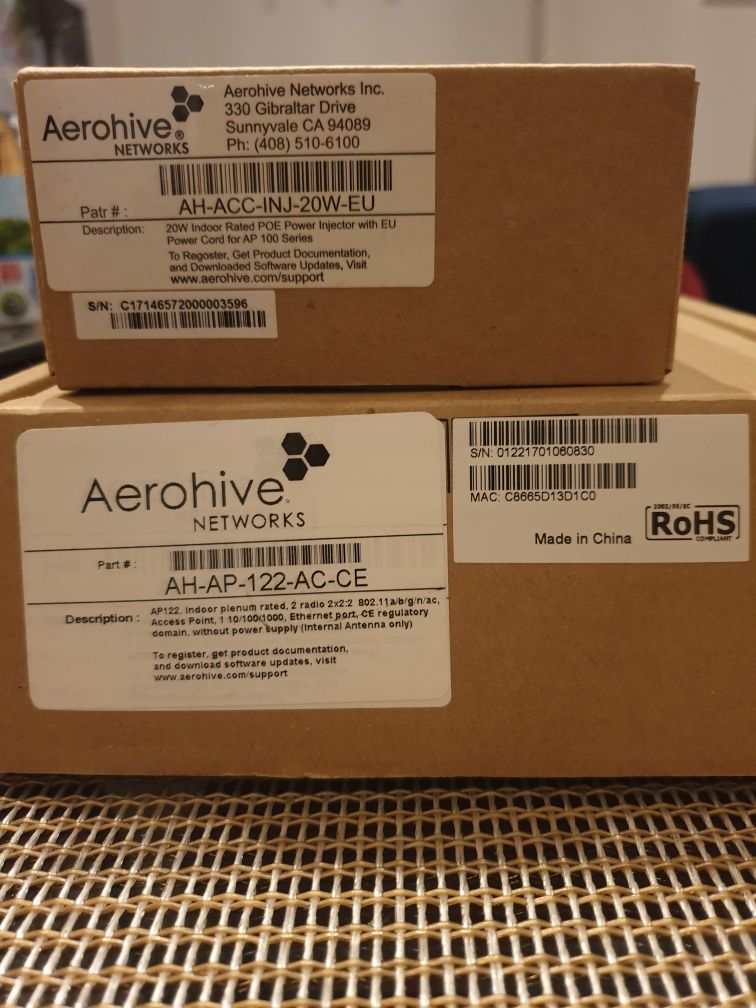 Aerohive®
NETWORKS
Aerohive Networks Inc.
330 Gibraltar Drive
Sunnyvale CA 94089
Ph: (408) 510-6100
Patr # :
AH-ACC-INJ-20W-EU
Description: 20W Indoor Rated POE Power Injector with EU
Power Cord for AP 100 Series
To Regoster, Get Product Documentation,
and Downloaded Software Updates, Visit
www.aerohive.com/support
S/N: C17146572000003596
Aerohive
NETWORKS
Part # :
AH-AP-122-AC-CE
Description : AP122, Indoor plenum rated, 2 radio 2x2:2 802.11a/b/g/n/ac,
Access Point, 1 10/100/1000, Ethernet port, CE regulatory
domain, without power supply (Internal Antenna only)
To register, get product documentation,
and download software updates, visit
www.aerohive.com/support
S/N: 01221701060830
MAC: C8665D13D1C0
Made in China
2002/95/EC
RoHS
COMPLIANT